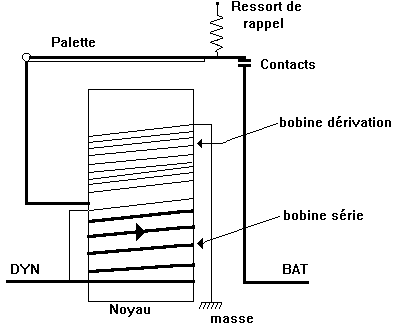 Ressort de
rappel
Palette
Contacts
bobine dérivation
bobine série
DYN
BAT
Noyau
masse